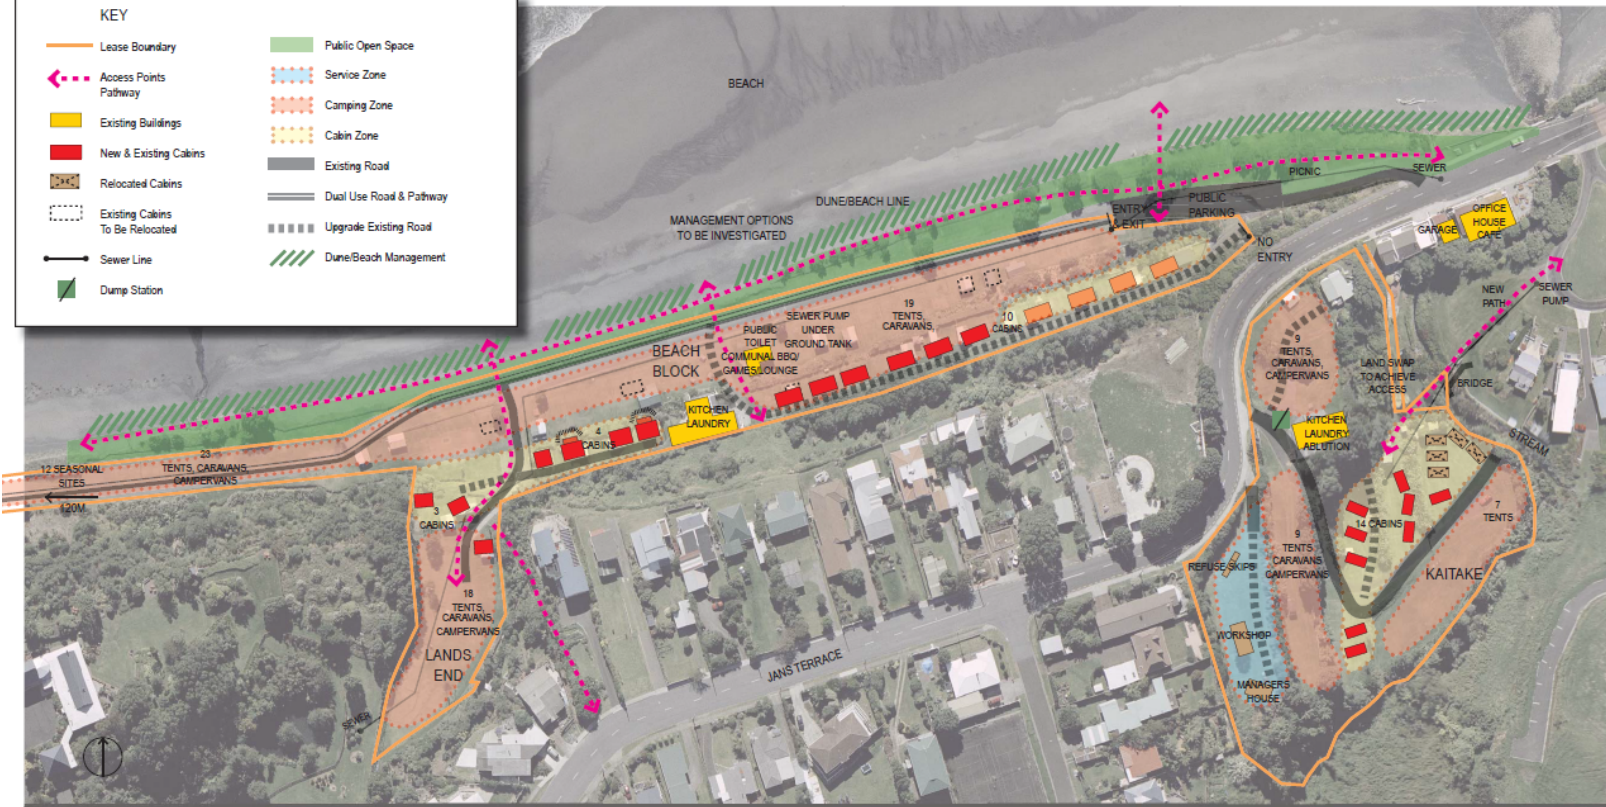 KEY
Lease Boundary
Access Points
Pathway
Existing Buildings
New & Existing Cabins
Relocated Cabins
Existing Cabins
To Be Relocated
Sewer Line
Dump Station
Public Open Space
Service Zone
Camping Zone
Cabin Zone
Existing Road
Dual Use Road & Pathway
Upgrade Existing Road
Dune/Beach Management
BEACH
DUNE/BEACH LINE
MANAGEMENT OPTIONS
TO BE INVESTIGATED
ENTRY
& EXIT
PUBLIC
PARKING
PICNIC
SEWER
NO
ENTRY
GARAGE
OFFICE
HOUSE
CAFE
NEW
PATH
SEWER
PUMP
19
TENTS,
CARAVANS,
10
CABINS
SEWER PUMP
UNDER
GROUND TANK
PUBLIC
TOILET
COMMUNAL BBQ/
GAMES/LOUNGE
BEACH
BLOCK
KITCHEN
LAUNDRY
4
CABINS
23
TENTS, CARAVANS,
CAMPERVANS
12 SEASONAL
SITES
120M
3
CABINS
18
TENTS,
CARAVANS,
CAMPERVANS
LANDS
END
SEWER
JANS TERRACE
9
TENTS,
CARAVANS,
CAMPERVANS
LAND SWAP
TO ACHIEVE
ACCESS
BRIDGE
STREAM
KITCHEN
LAUNDRY
ABLUTION
14 CABINS
7
TENTS
KAITAKE
9
TENTS
CARAVANS
CAMPERVANS
REFUSE SKIPS
WORKSHOP
MANAGERS
HOUSE